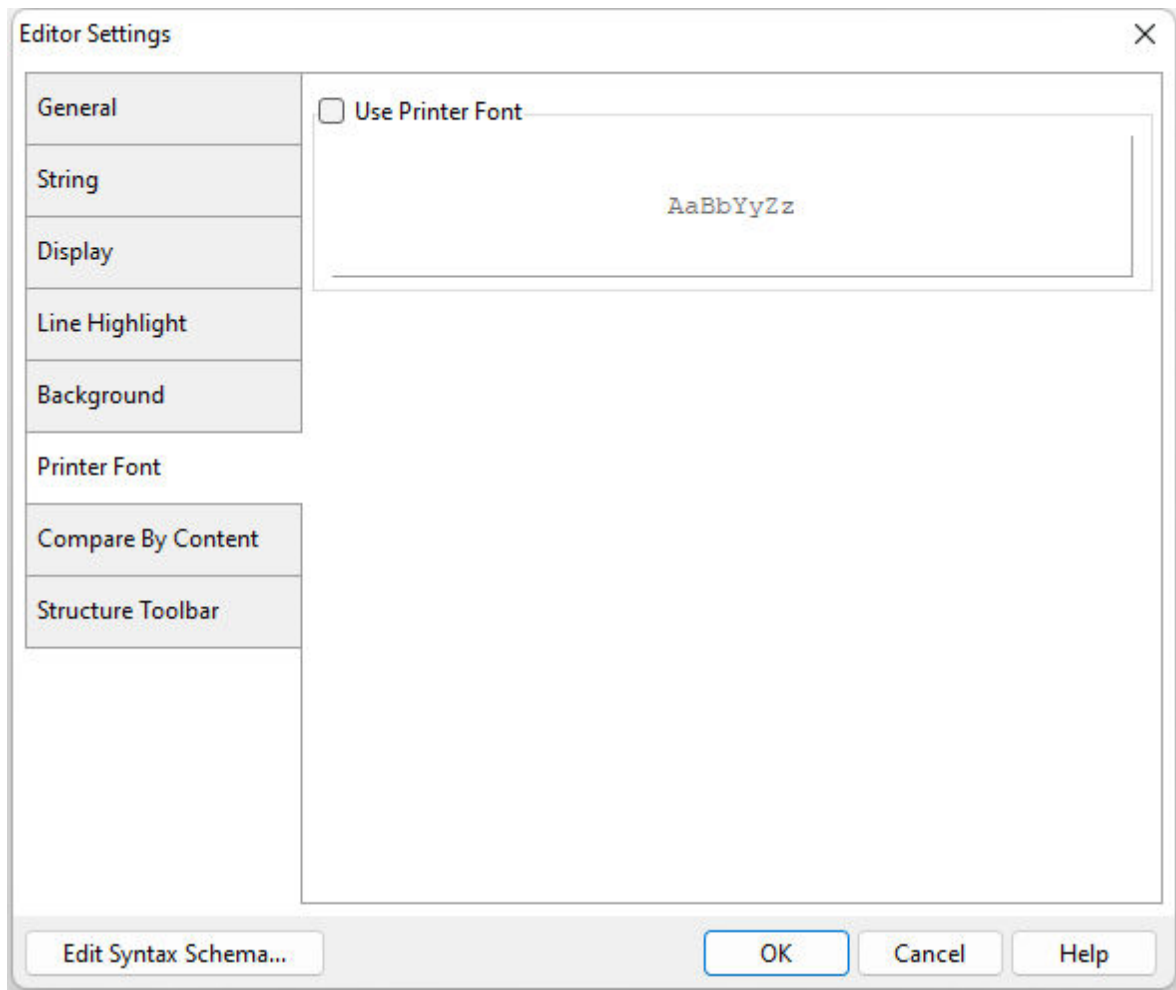 Editor Settings
General
String
Display
Line Highlight
Background
Printer Font
Compare By Content
Structure Toolbar
Use Printer Font
AaBbYyZz
Edit Syntax Schema...
OK
Cancel
Help